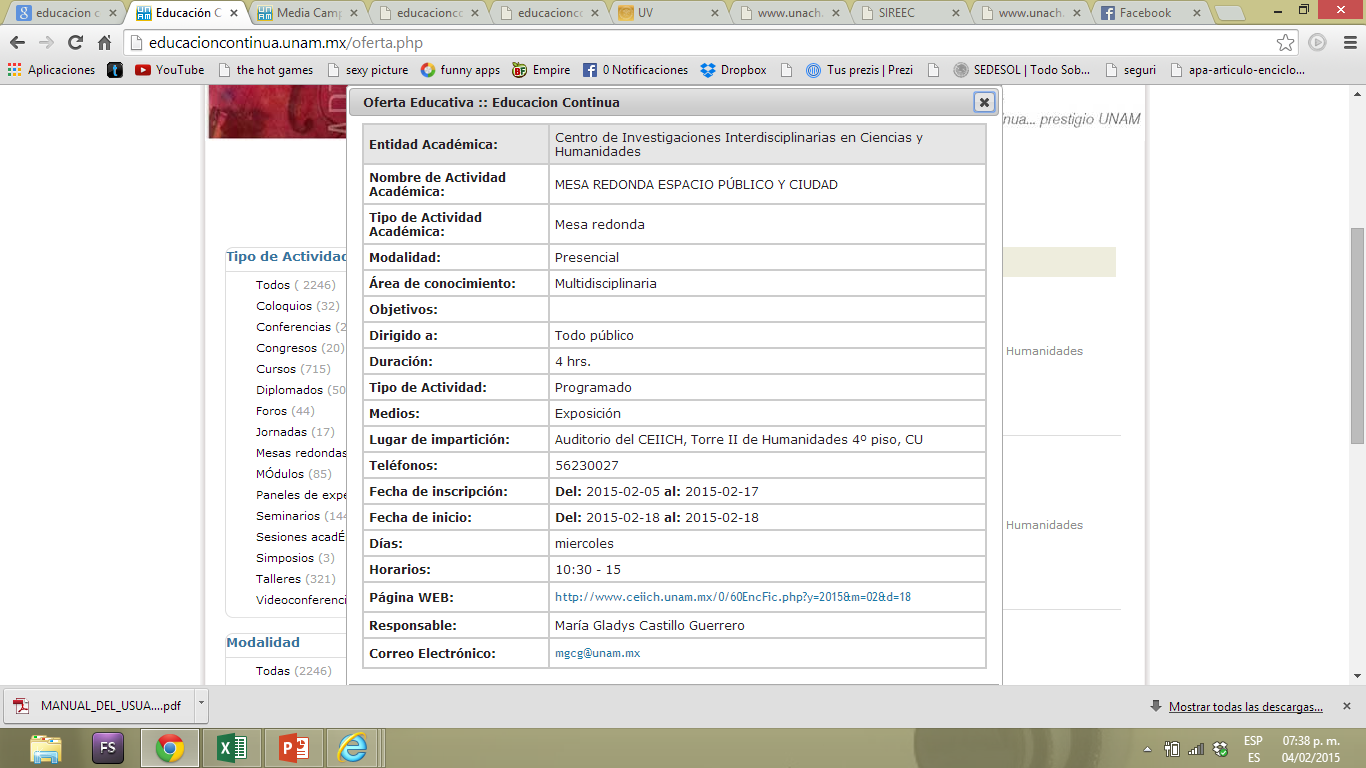 educacion c
Educación C
Media Camp
educacionco
educacionco
UV
www.unach.
SIREEC
www.unach.
Facebook
educacioncontinua.unam.mx/oferta.php
Aplicaciones
YouTube
the hot games
sexy picture
funny apps
Empire
0 Notificaciones
Dropbox
Tus prezis | Prezi
SEDESOL | Todo Sob...
seguri
apa-articulo-enciclo...
Oferta Educativa :: Educacion Continua
nua... prestigio UNAM
Entidad Académica: Centro de Investigaciones Interdisciplinarias en Ciencias y
Humanidades
Nombre de Actividad
Académica: MESA REDONDA ESPACIO PÚBLICO Y CIUDAD
Tipo de Actividad
Académica: Mesa redonda
Modalidad: Presencial
Área de conocimiento: Multidisciplinaria
Objetivos:
Dirigido a: Todo público
Duración: 4 hrs.
Tipo de Actividad: Programado
Medios: Exposición
Lugar de impartición: Auditorio del CEIICH, Torre II de Humanidades 4º piso, CU
Teléfonos: 56230027
Fecha de inscripción: Del: 2015-02-05 al: 2015-02-17
Fecha de inicio: Del: 2015-02-18 al: 2015-02-18
Días: miercoles
Horarios: 10:30 - 15
Página WEB: http://www.ceiich.unam.mx/0/60EncFic.php?y=2015&m=02&d=18
Responsable: María Gladys Castillo Guerrero
Correo Electrónico: mgcg@unam.mx
Tipo de Actividad
Todos ( 2246)
Coloquios (32)
Conferencias (2
Congresos (20)
Cursos (715)
Diplomados (50
Foros (44)
Jornadas (17)
Mesas redondas
MÓdulos (85)
Paneles de expe
Seminarios (144
Sesiones acadÉ
Simposios (3)
Talleres (321)
Videoconferenci
Modalidad
Todas (2246)
Humanidades
Humanidades
MANUAL_DEL_USUA....pdf
Mostrar todas las descargas...
FS
ESP
ES
07:38 p. m.
04/02/2015